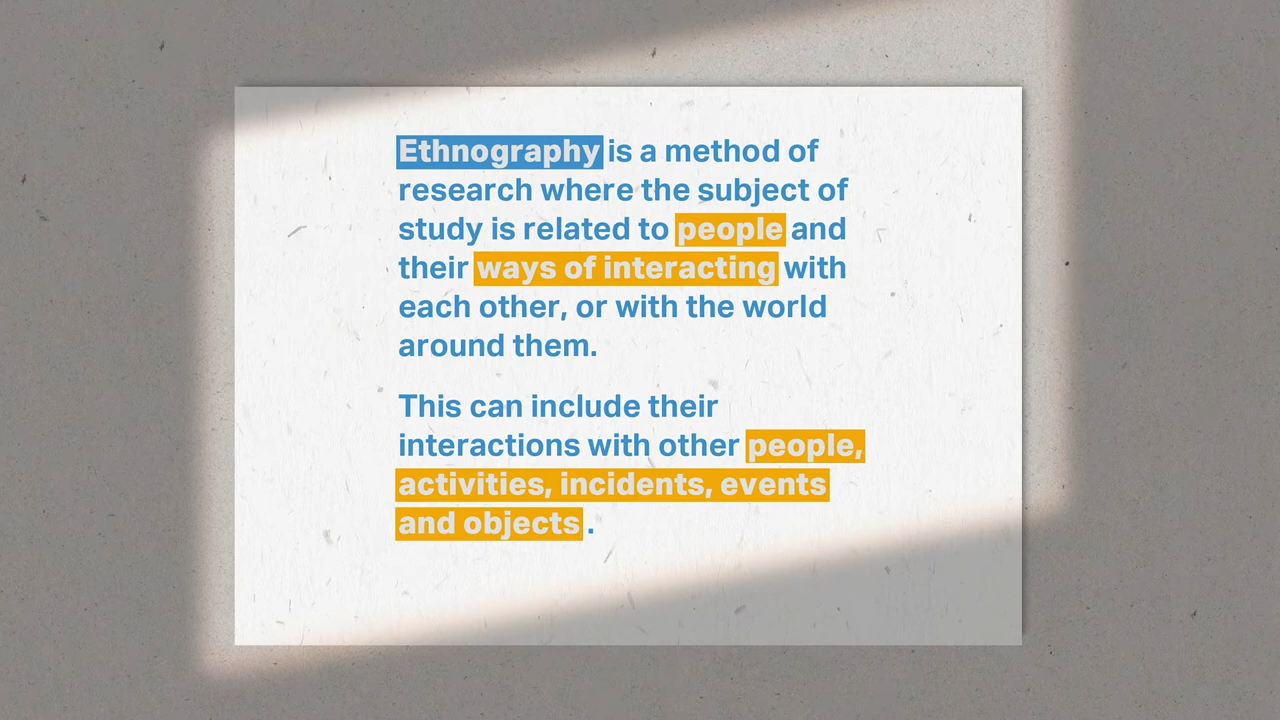 Ethnography is a method of
research where the subject of
study is related to people and
their ways of interacting with
each other, or with the world
around them.
This can include their
interactions with other people,
activities, incidents, events
and objects .